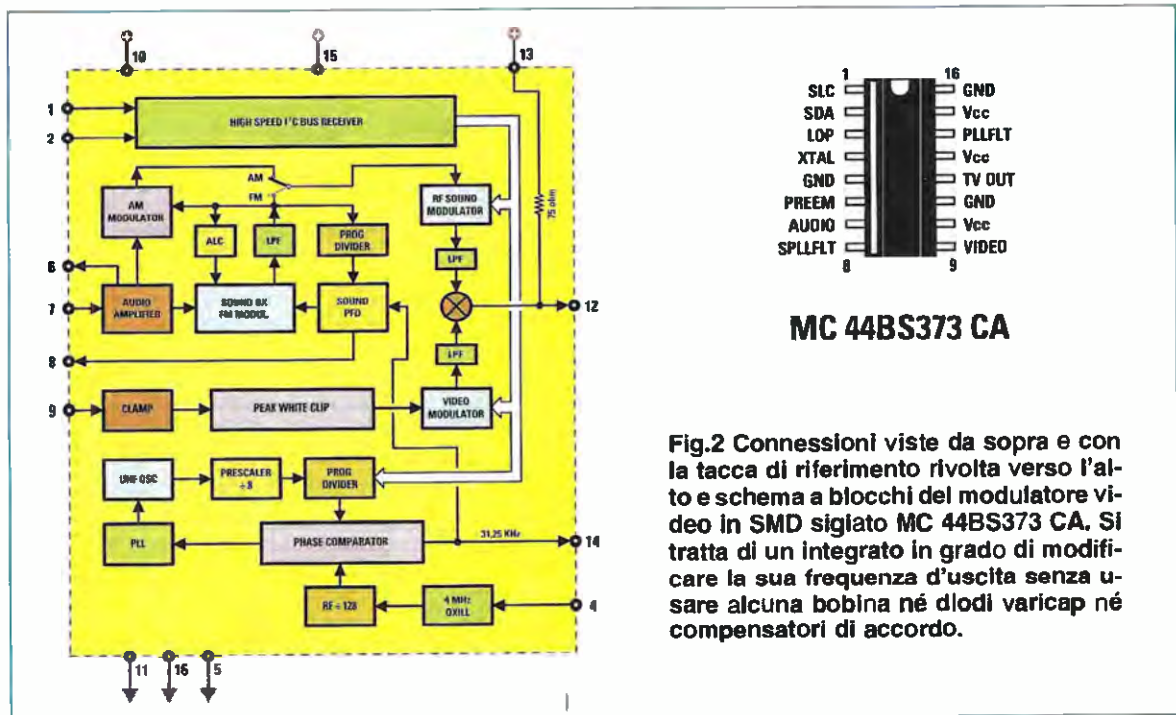 10
15
13
1
2
HIGH SPEED I²C BUS RECEIVER
AM
FM
AM
MODULATOR
ALC
LPF
PROG
DIVIDER
RF SOUND
MODULATOR
75 ohm
LPF
6
7
AUDIO
AMPLIFIED
SOUND
FM MODUL.
SOUND
PFD
12
8
LPF
9
CLAMP
PEAK WHITE CLIP
VIDEO
MODULATOR
UHF OSC
PRESCALER
÷8
PROG
DIVIDER
PLL
PHASE COMPARATOR
31,25 KHz
14
RF ÷ 128
4 MHz
OXILL
4
11
16
5
1
16
SLC
GND
SDA
Vcc
LOP
PLLFLT
XTAL
Vcc
GND
TV OUT
PREEM
GND
AUDIO
Vcc
SPLLFLT
VIDEO
8
9
MC 44BS373 CA
Fig.2 Connessioni viste da sopra e con
la tacca di riferimento rivolta verso l'al-
to e schema a blocchi del modulatore vi-
deo in SMD siglato MC 44BS373 CA. Si
tratta di un integrato in grado di modifi-
care la sua frequenza d'uscita senza u-
sare alcuna bobina né diodi varicap né
compensatori di accordo.